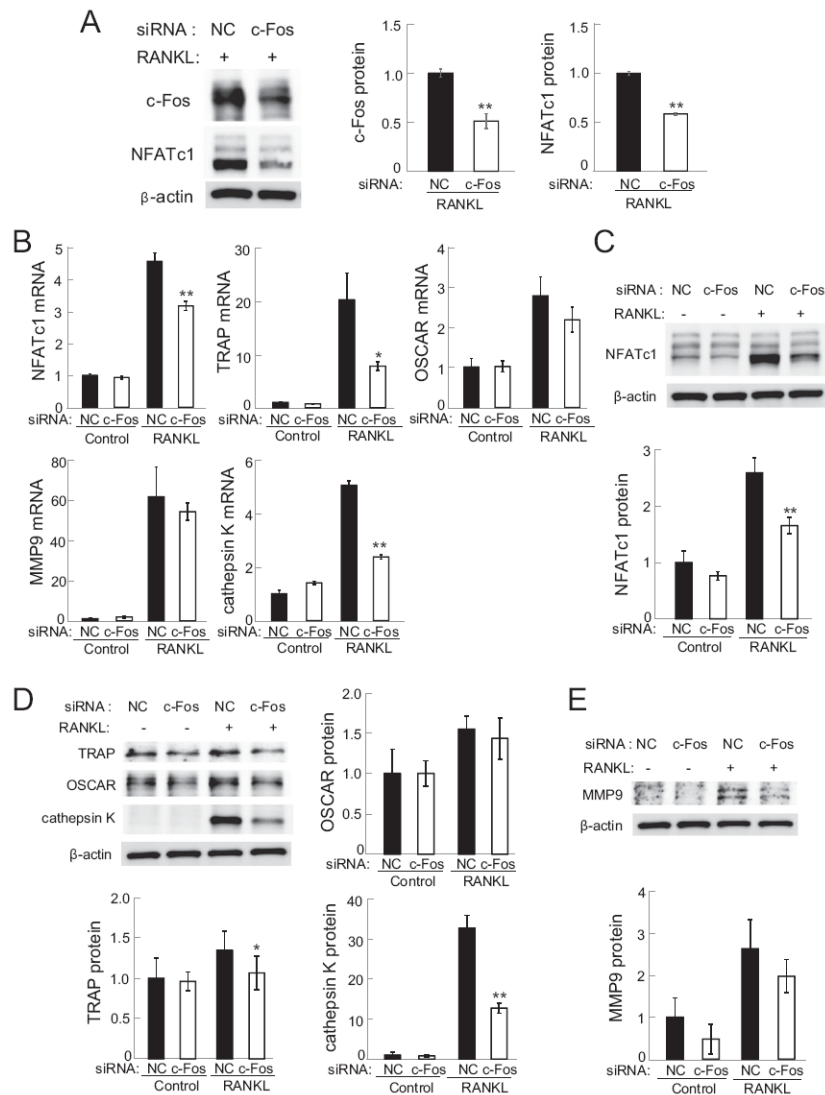 A
siRNA : NC c-Fos
RANKL: + +
c-Fos
NFATc1
β-actin
c-Fos protein
1.5
1.0
0.5
0
**
siRNA: NC c-Fos
RANKL
NFATc1 protein
1.5
1.0
0.5
0
**
siRNA: NC c-Fos
RANKL
B
NFATc1 mRNA
5
4
3
2
1
0
**
siRNA: NC c-Fos NC c-Fos
Control RANKL
TRAP mRNA
30
20
10
0
*
NC c-Fos NC c-Fos
Control RANKL
OSCAR mRNA
4
3
2
1
0
siRNA: NC c-Fos NC c-Fos
Control RANKL
MMP9 mRNA
80
60
40
20
0
siRNA: NC c-Fos NC c-Fos
Control RANKL
cathepsin K mRNA
6
4
2
0
**
siRNA: NC c-Fos NC c-Fos
Control RANKL
C
siRNA : NC c-Fos NC c-Fos
RANKL: - - + +
NFATc1
β-actin
NFATc1 protein
3
2
1
0
**
siRNA: NC c-Fos NC c-Fos
Control RANKL
D
siRNA : NC c-Fos NC c-Fos
RANKL: - - + +
TRAP
OSCAR
cathepsin K
β-actin
OSCAR protein
2.0
1.5
1.0
0.5
0
siRNA: NC c-Fos NC c-Fos
Control RANKL
TRAP protein
2.0
1.5
1.0
0.5
0
*
siRNA: NC c-Fos NC c-Fos
Control RANKL
cathepsin K protein
40
30
20
10
0
**
siRNA: NC c-Fos NC c-Fos
Control RANKL
E
siRNA : NC c-Fos NC c-Fos
RANKL: - - + +
MMP9
β-actin
MMP9 protein
4
3
2
1
0
siRNA: NC c-Fos NC c-Fos
Control RANKL